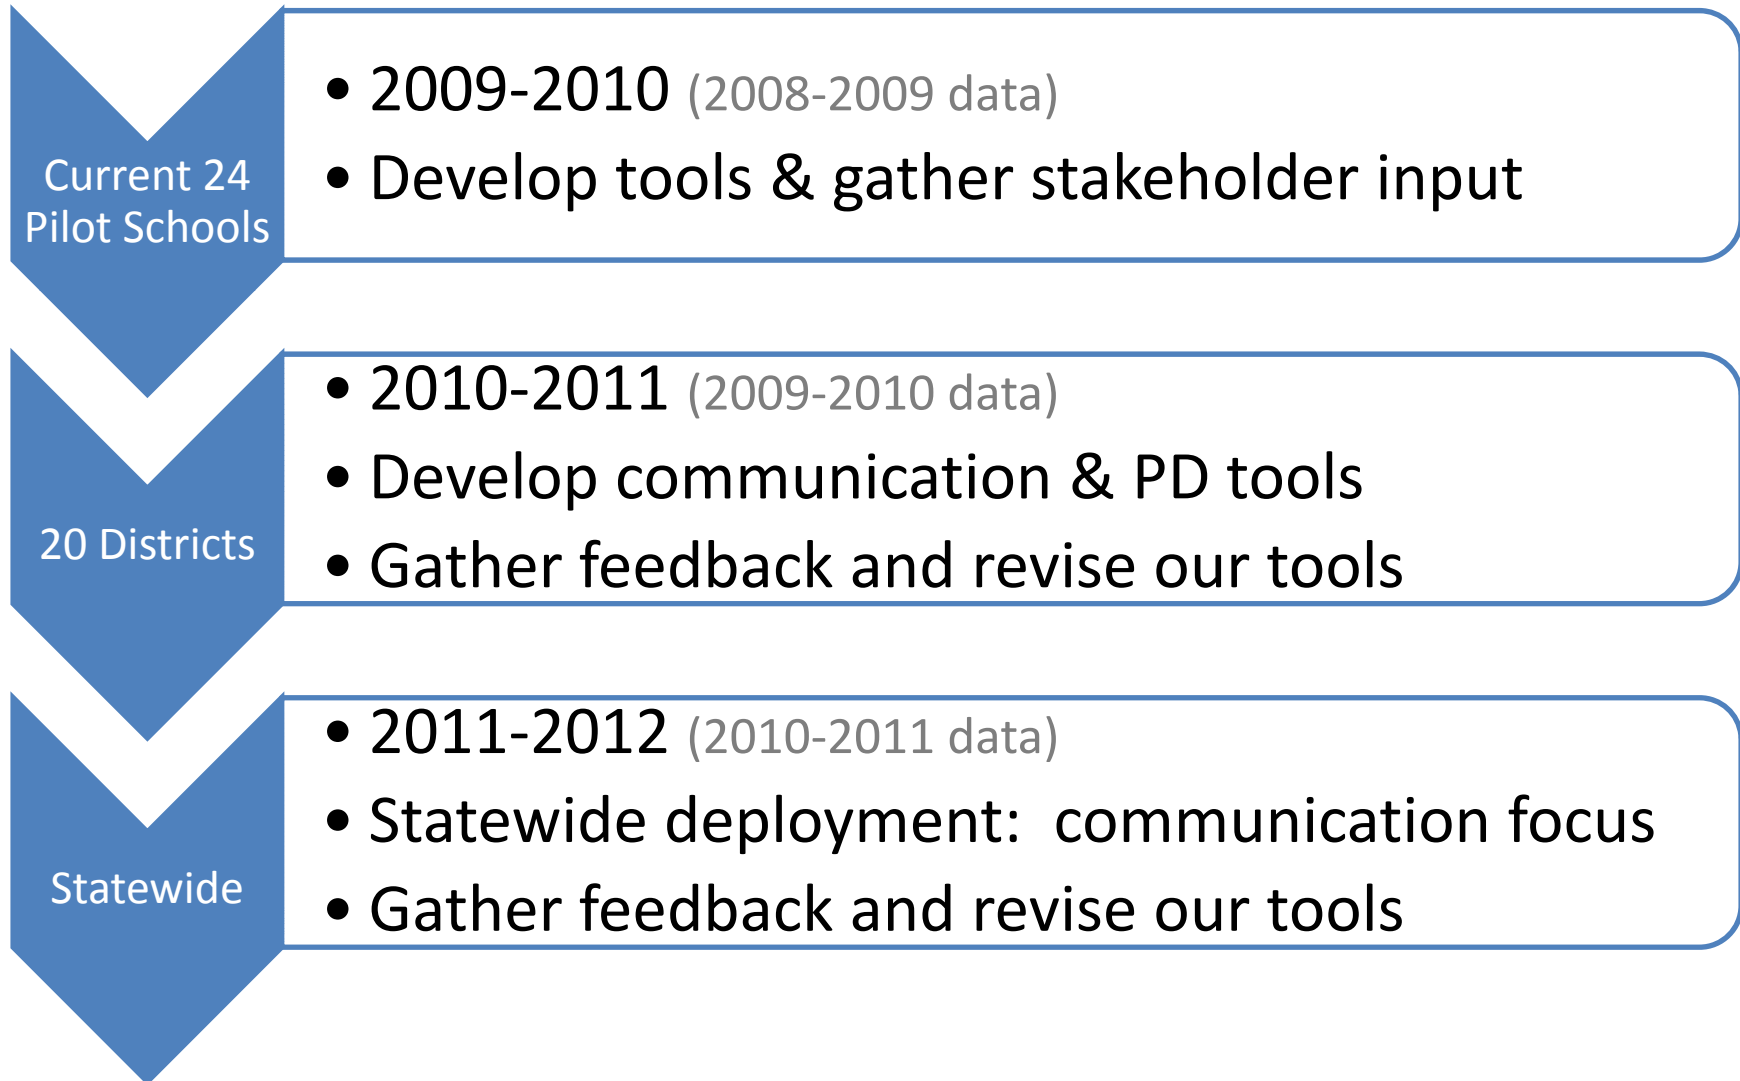 Current 24
Pilot Schools
• 2009-2010 (2008-2009 data)
• Develop tools & gather stakeholder input
20 Districts
• 2010-2011 (2009-2010 data)
• Develop communication & PD tools
• Gather feedback and revise our tools
Statewide
• 2011-2012 (2010-2011 data)
• Statewide deployment:  communication focus
• Gather feedback and revise our tools